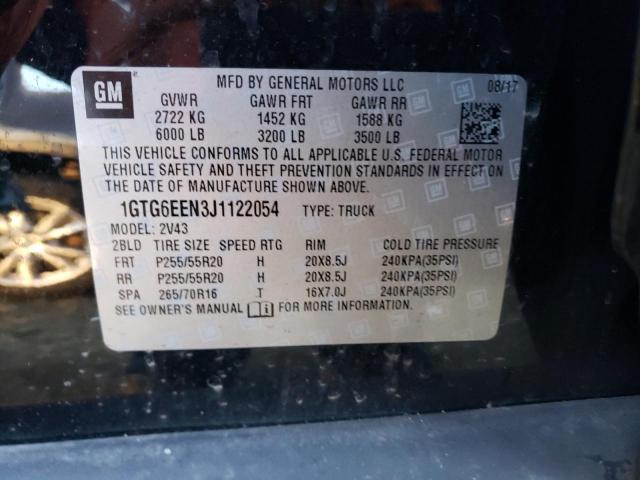 GM
MFD BY GENERAL MOTORS LLC 08/17
GVWR GAWR FRT GAWR RR
2722 KG 1452 KG 1588 KG
6000 LB 3200 LB 3500 LB
THIS VEHICLE CONFORMS TO ALL APPLICABLE U.S. FEDERAL MOTOR
VEHICLE SAFETY AND THEFT PREVENTION STANDARDS IN EFFECT ON
THE DATE OF MANUFACTURE SHOWN ABOVE.
1GTG6EEN3J1122054 TYPE: TRUCK
MODEL: 2V43
2BLD TIRE SIZE SPEED RTG RIM COLD TIRE PRESSURE
FRT P255/55R20 H 20X8.5J 240KPA(35PSI)
RR P255/55R20 H 20X8.5J 240KPA(35PSI)
SPA 265/70R16 T 16X7.0J 240KPA(35PSI)
SEE OWNER'S MANUAL FOR MORE INFORMATION.